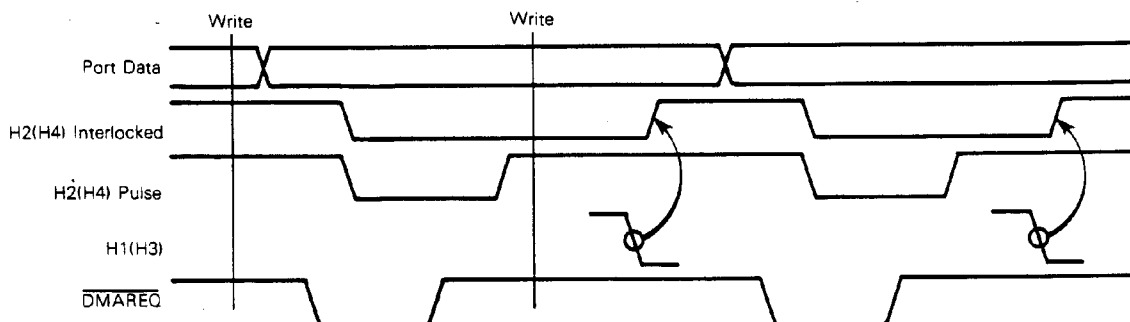 Write Write
Port Data
H2(H4) Interlocked
H2(H4) Pulse
H1(H3)
DMAREQ